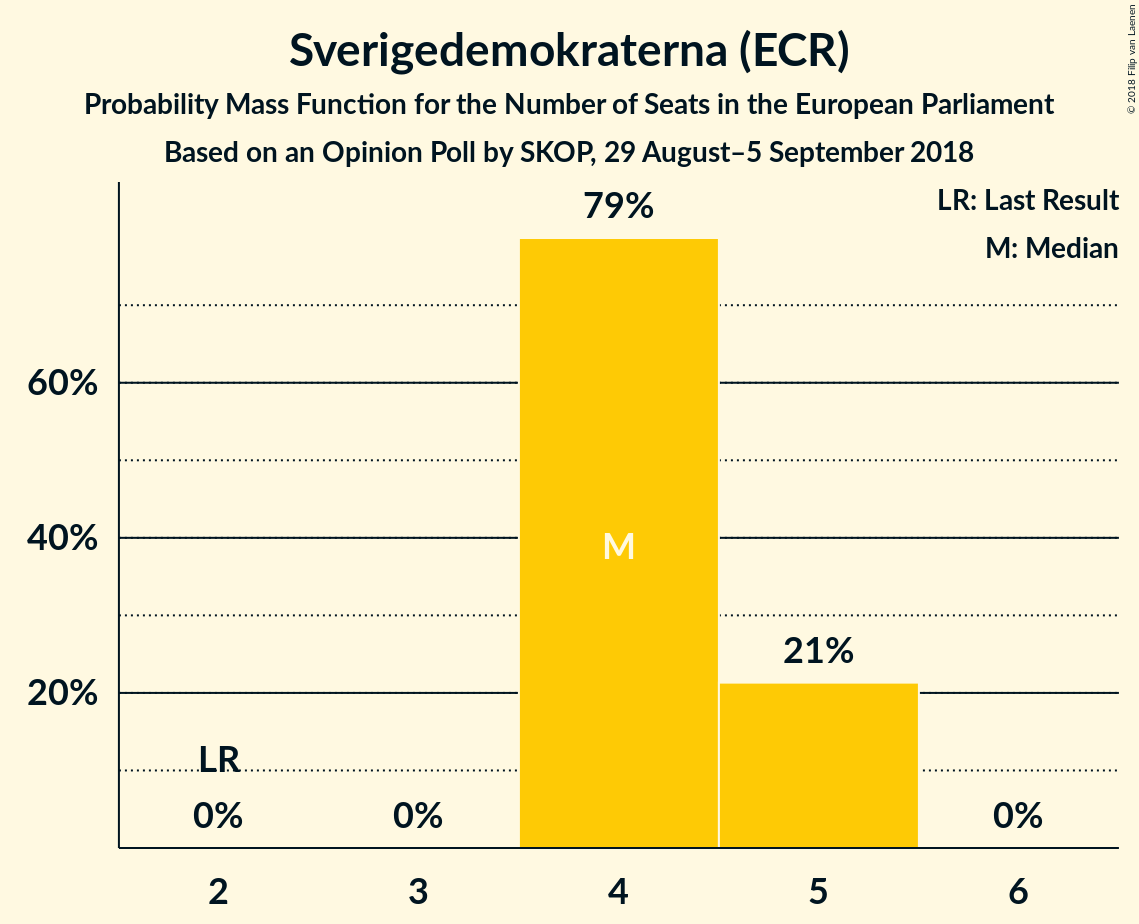 Sverigedemokraterna (ECR)
Probability Mass Function for the Number of Seats in the European Parliament
Based on an Opinion Poll by SKOP, 29 August–5 September 2018
© 2018 Filip van Laenen
LR: Last Result
M: Median
79%
60%
40%
M
21%
20%
LR
0%
0%
0%
2
3
4
5
6